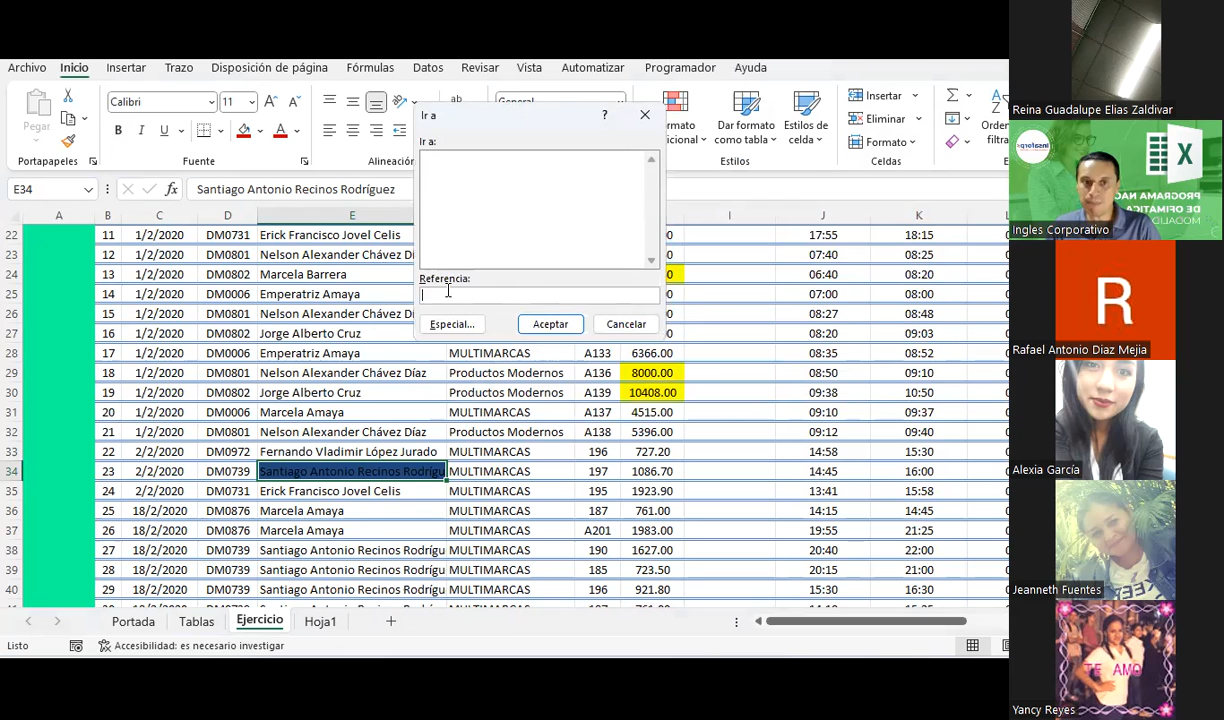 Archivo Inicio Insertar Trazo Disposición de página Fórmulas Datos Revisar Vista Automatizar Programador Ayuda
Pegar
Portapapeles
Calibri 11
Fuente
ab
Alineación
General
Dar formato
como tabla
Estilos de
celda
Estilos
Insertar
Eliminar
Formato
Celdas
Ir a
Ir a:
Referencia:
Especial...
Aceptar
Cancelar
E34
fx
Santiago Antonio Recinos Rodríguez
A B C D E I J K
22 11 1/2/2020 DM0731 Erick Francisco Jovel Celis 17:55 18:15
23 12 1/2/2020 DM0801 Nelson Alexander Chávez Dí 07:40 08:25
24 13 1/2/2020 DM0802 Marcela Barrera 06:40 08:20
25 14 1/2/2020 DM0006 Emperatriz Amaya 07:00 08:00
26 15 1/2/2020 DM0801 Nelson Alexander Chávez Dí 08:27 08:48
27 16 1/2/2020 DM0802 Jorge Alberto Cruz 08:20 09:03
28 17 1/2/2020 DM0006 Emperatriz Amaya MULTIMARCAS A133 6366.00 08:35 08:52
29 18 1/2/2020 DM0801 Nelson Alexander Chávez Díaz Productos Modernos A136 8000.00 08:50 09:10
30 19 1/2/2020 DM0802 Jorge Alberto Cruz Productos Modernos A139 10408.00 09:08 09:38
31 20 1/2/2020 DM0006 Marcela Amaya MULTIMARCAS A137 4515.00 09:10 09:37
32 21 1/2/2020 DM0801 Nelson Alexander Chávez Díaz Productos Modernos A138 5396.00 09:12 09:40
33 22 2/2/2020 DM0972 Fernando Vladimir López Jurado MULTIMARCAS 196 727.20 14:58 15:30
34 23 2/2/2020 DM0739 Santiago Antonio Recinos Rodrígu MULTIMARCAS 197 1086.70 14:45 16:00
35 24 2/2/2020 DM0731 Erick Francisco Jovel Celis MULTIMARCAS 195 1923.90 13:41 15:58
36 25 18/2/2020 DM0876 Marcela Amaya MULTIMARCAS 187 761.00 14:15 14:45
37 26 18/2/2020 DM0876 Marcela Amaya MULTIMARCAS A201 1983.00 19:55 21:25
38 27 18/2/2020 DM0739 Santiago Antonio Recinos Rodrígu MULTIMARCAS 190 1627.00 20:40 22:00
39 28 18/2/2020 DM0739 Santiago Antonio Recinos Rodrígu MULTIMARCAS 185 723.50 20:15 21:00
40 29 18/2/2020 DM0739 Santiago Antonio Recinos Rodrígu MULTIMARCAS 196 921.80 16:30 16:30
Portada Tablas Ejercicio Hoja1
Listo
Accesibilidad: es necesario investigar
Reina Guadalupe Elias Zaldivar
Insaforp
X
PROGRAMA NAC
DE OFIMATICA
Ingles Corporativo
R
Rafael Antonio Diaz Mejia
Alexia García
Jeanneth Fuentes
TE AMO
Yancy Reyes